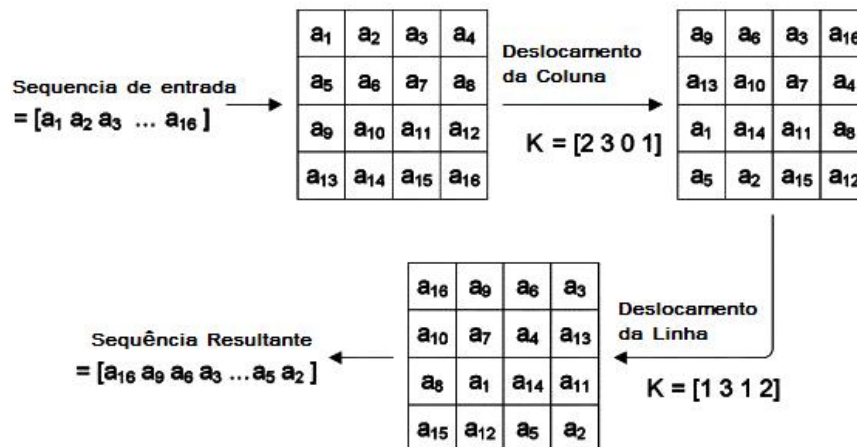 Sequencia de entrada
= [a1 a2 a3 ... a16 ]
a1 a2 a3 a4
a5 a6 a7 a8
a9 a10 a11 a12
a13 a14 a15 a16
Deslocamento
da Coluna
K = [2 3 0 1]
a9 a6 a3 a16
a13 a10 a7 a4
a1 a14 a11 a8
a5 a2 a15 a12
Deslocamento
da Linha
K = [1 3 1 2]
a16 a9 a6 a3
a10 a7 a4 a13
a8 a1 a14 a11
a15 a12 a5 a2
Sequência Resultante
= [a16 a9 a6 a3 ...a5 a2 ]